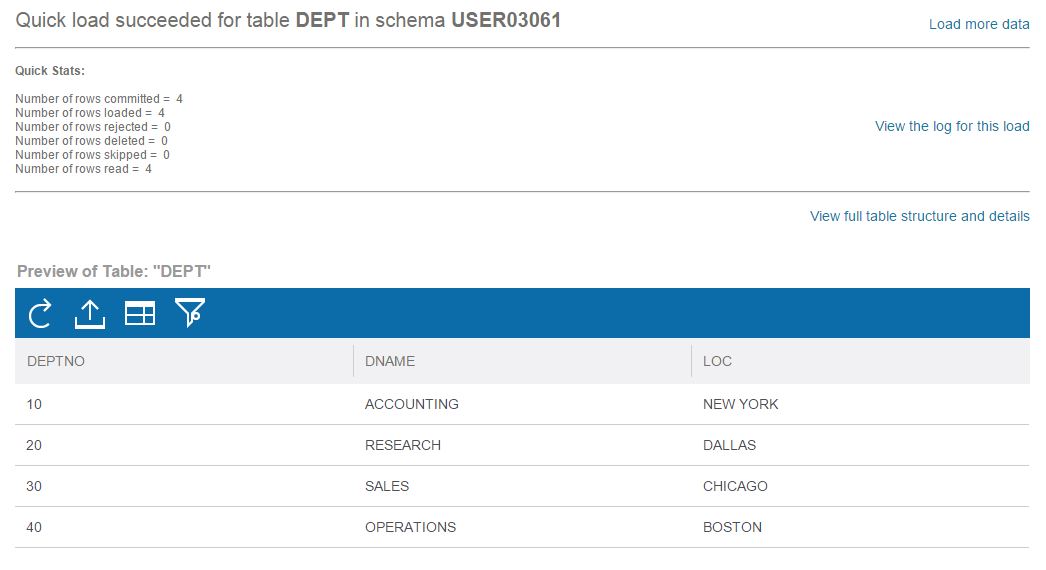 Quick load succeeded for table DEPT in schema USER03061
Load more data
Quick Stats:
Number of rows committed = 4
Number of rows loaded = 4
Number of rows rejected = 0
Number of rows deleted = 0
Number of rows skipped = 0
Number of rows read = 4
View the log for this load
View full table structure and details
Preview of Table: "DEPT"
DEPTNO DNAME LOC
10 ACCOUNTING NEW YORK
20 RESEARCH DALLAS
30 SALES CHICAGO
40 OPERATIONS BOSTON